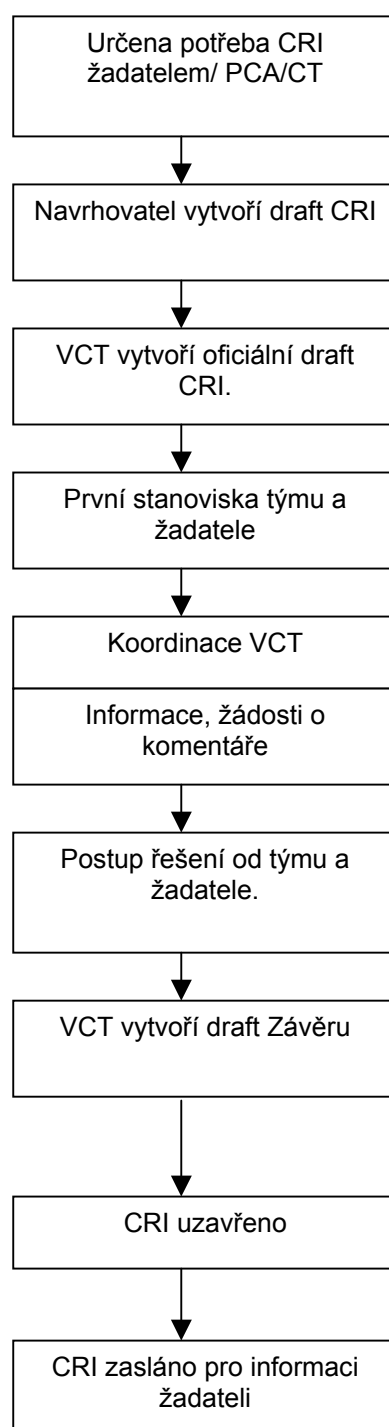 Určena potřeba CRI
žadatelem/ PCA/CT
Navrhovatel vytvoří draft CRI
VCT vytvoří oficiální draft
CRI.
První stanoviska týmu a
žadatele
Koordinace VCT
Informace, žádosti o
komentáře
Postup řešení od týmu a
žadatele.
VCT vytvoří draft Závěru
CRI uzavřeno
CRI zasláno pro informaci
žadateli